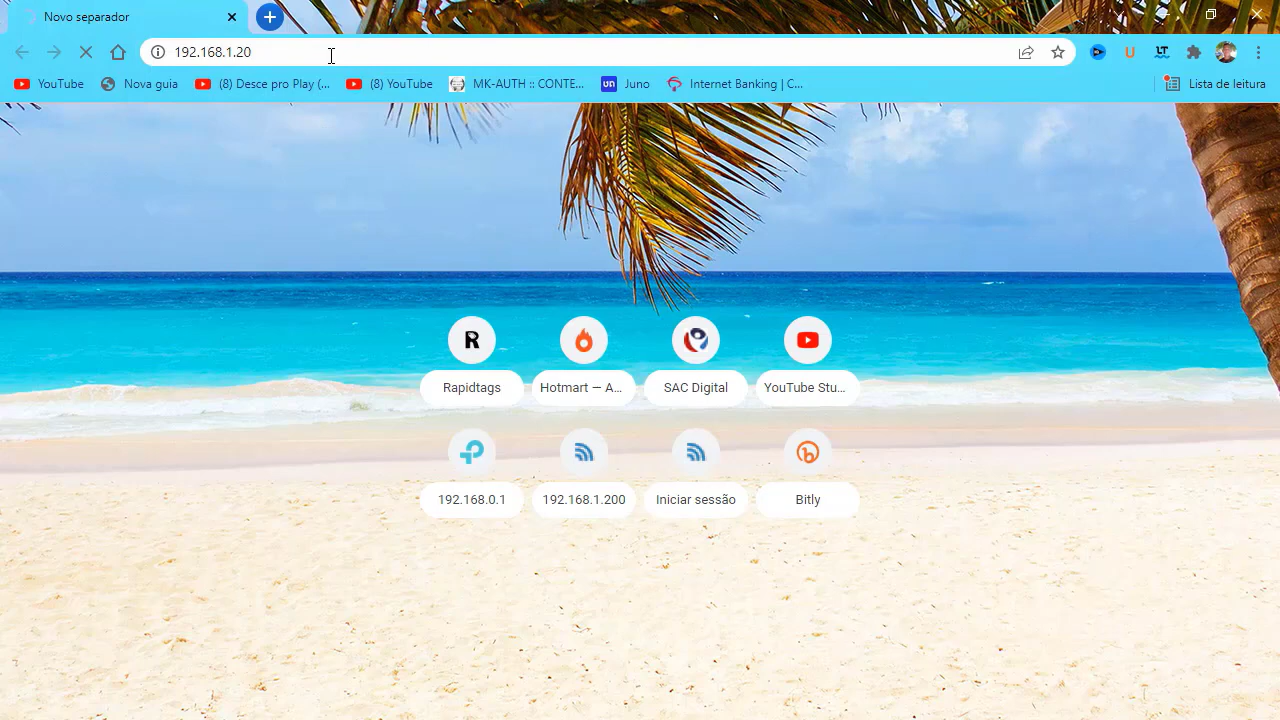 Novo separador
192.168.1.20
YouTube
Nova guia
(8) Desce pro Play (...
(8) YouTube
MK-AUTH :: CONTE...
Juno
Internet Banking | C...
Lista de leitura
Rapidtags
Hotmart — A...
SAC Digital
YouTube Stu...
192.168.0.1
192.168.1.200
Iniciar sessão
Bitly